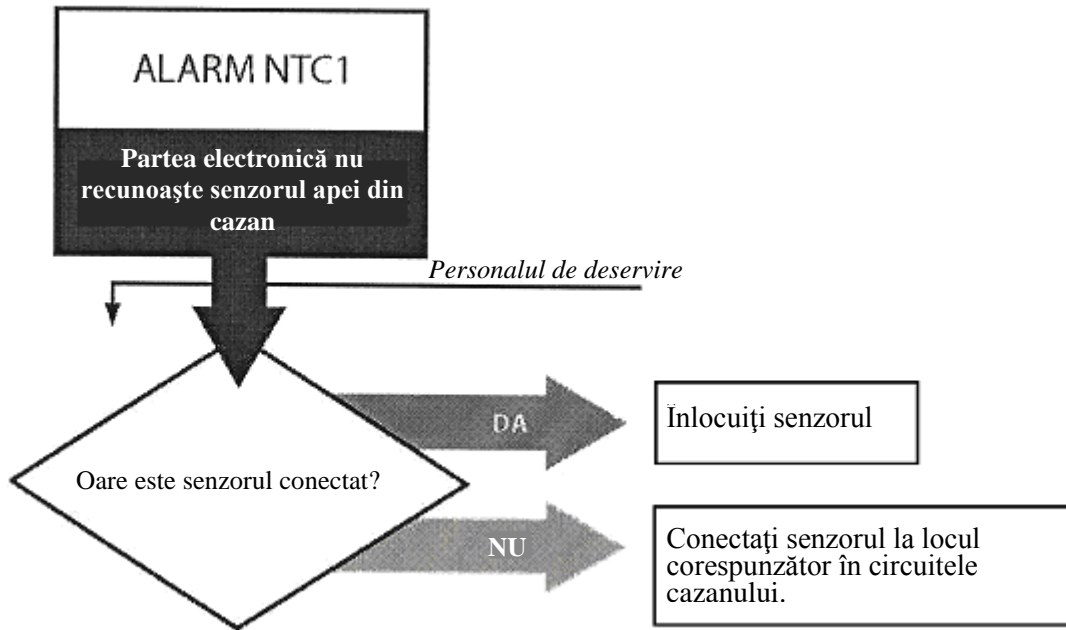 ALARM NTC1
Partea electronică nu
recunoaşte senzorul apei din
cazan
Personalul de deservire
Oare este senzorul conectat?
DA
Înlocuiţi senzorul
NU
Conectaţi senzorul la locul
corespunzător în circuitele
cazanului.